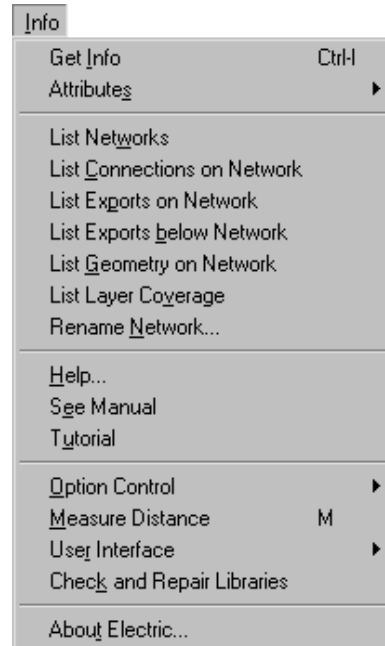 Info
Get Info Ctrl-I
Attributes
List Networks
List Connections on Network
List Exports on Network
List Exports below Network
List Geometry on Network
List Layer Coverage
Rename Network...
Help...
See Manual
Tutorial
Option Control
Measure Distance M
User Interface
Check and Repair Libraries
About Electric...